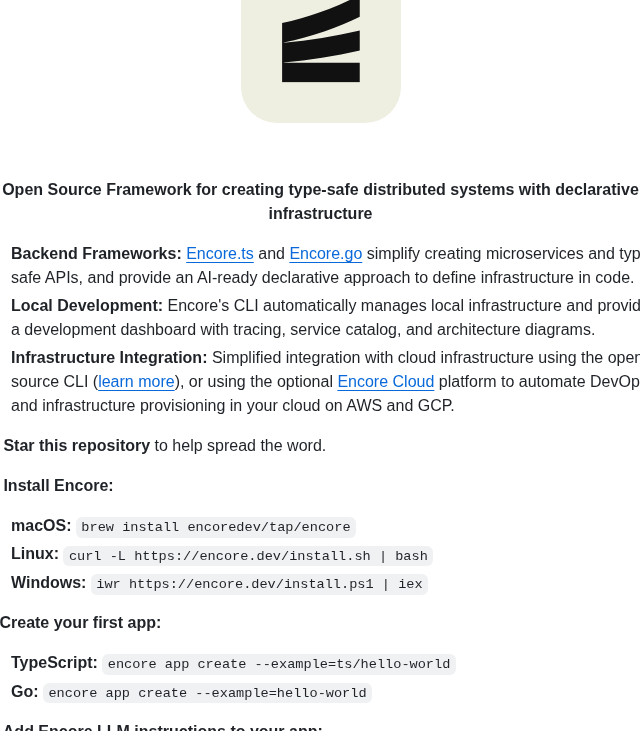 Open Source Framework for creating type-safe distributed systems with declarative
infrastructure
Backend Frameworks: Encore.ts and Encore.go simplify creating microservices and typ
safe APIs, and provide an AI-ready declarative approach to define infrastructure in code.
Local Development: Encore's CLI automatically manages local infrastructure and provid
a development dashboard with tracing, service catalog, and architecture diagrams.
Infrastructure Integration: Simplified integration with cloud infrastructure using the open
source CLI (learn more), or using the optional Encore Cloud platform to automate DevOp
and infrastructure provisioning in your cloud on AWS and GCP.
Star this repository to help spread the word.
Install Encore:
macOS: brew install encoredev/tap/encore
Linux: curl -L https://encore.dev/install.sh | bash
Windows: iwr https://encore.dev/install.ps1 | iex
Create your first app:
TypeScript: encore app create --example=ts/hello-world
Go: encore app create --example=hello-world
Add Encore LLM instructions to your app: